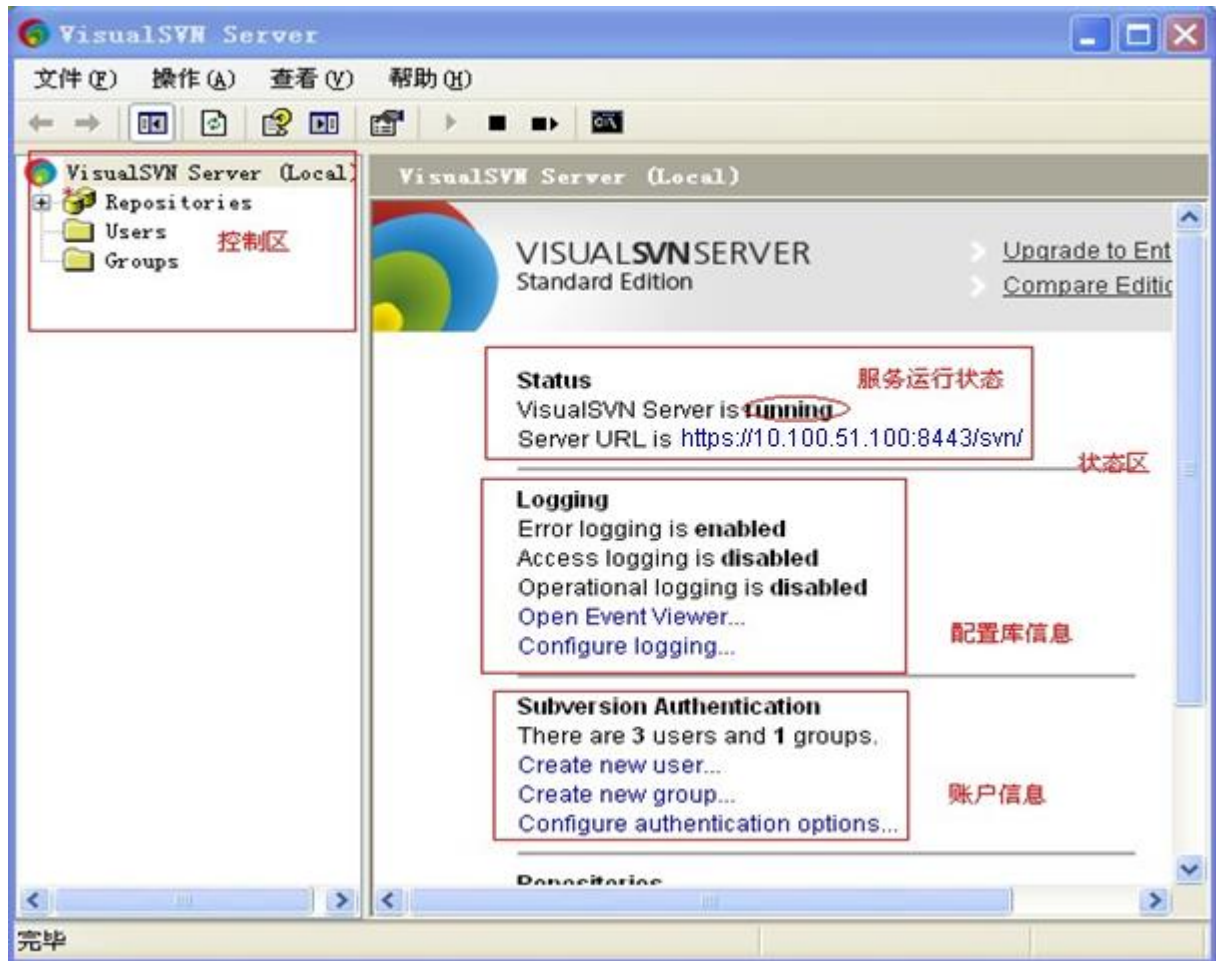 VisualSVN Server
文件(F) 操作(A) 查看(V) 帮助(H)
VisualSVN Server (Local)
Repositories
Users
Groups
控制区
VisualSVN Server (Local)
VISUALSVNSERVER
Standard Edition
Upgrade to Ent
Compare Editic
Status
服务运行状态
VisualSVN Server is running
Server URL is https://10.100.51.100:8443/svn/
状态区
Logging
Error logging is enabled
Access logging is disabled
Operational logging is disabled
Open Event Viewer...
Configure logging...
配置库信息
Subversion Authentication
There are 3 users and 1 groups.
Create new user...
Create new group...
Configure authentication options...
账户信息
Repositories
完毕